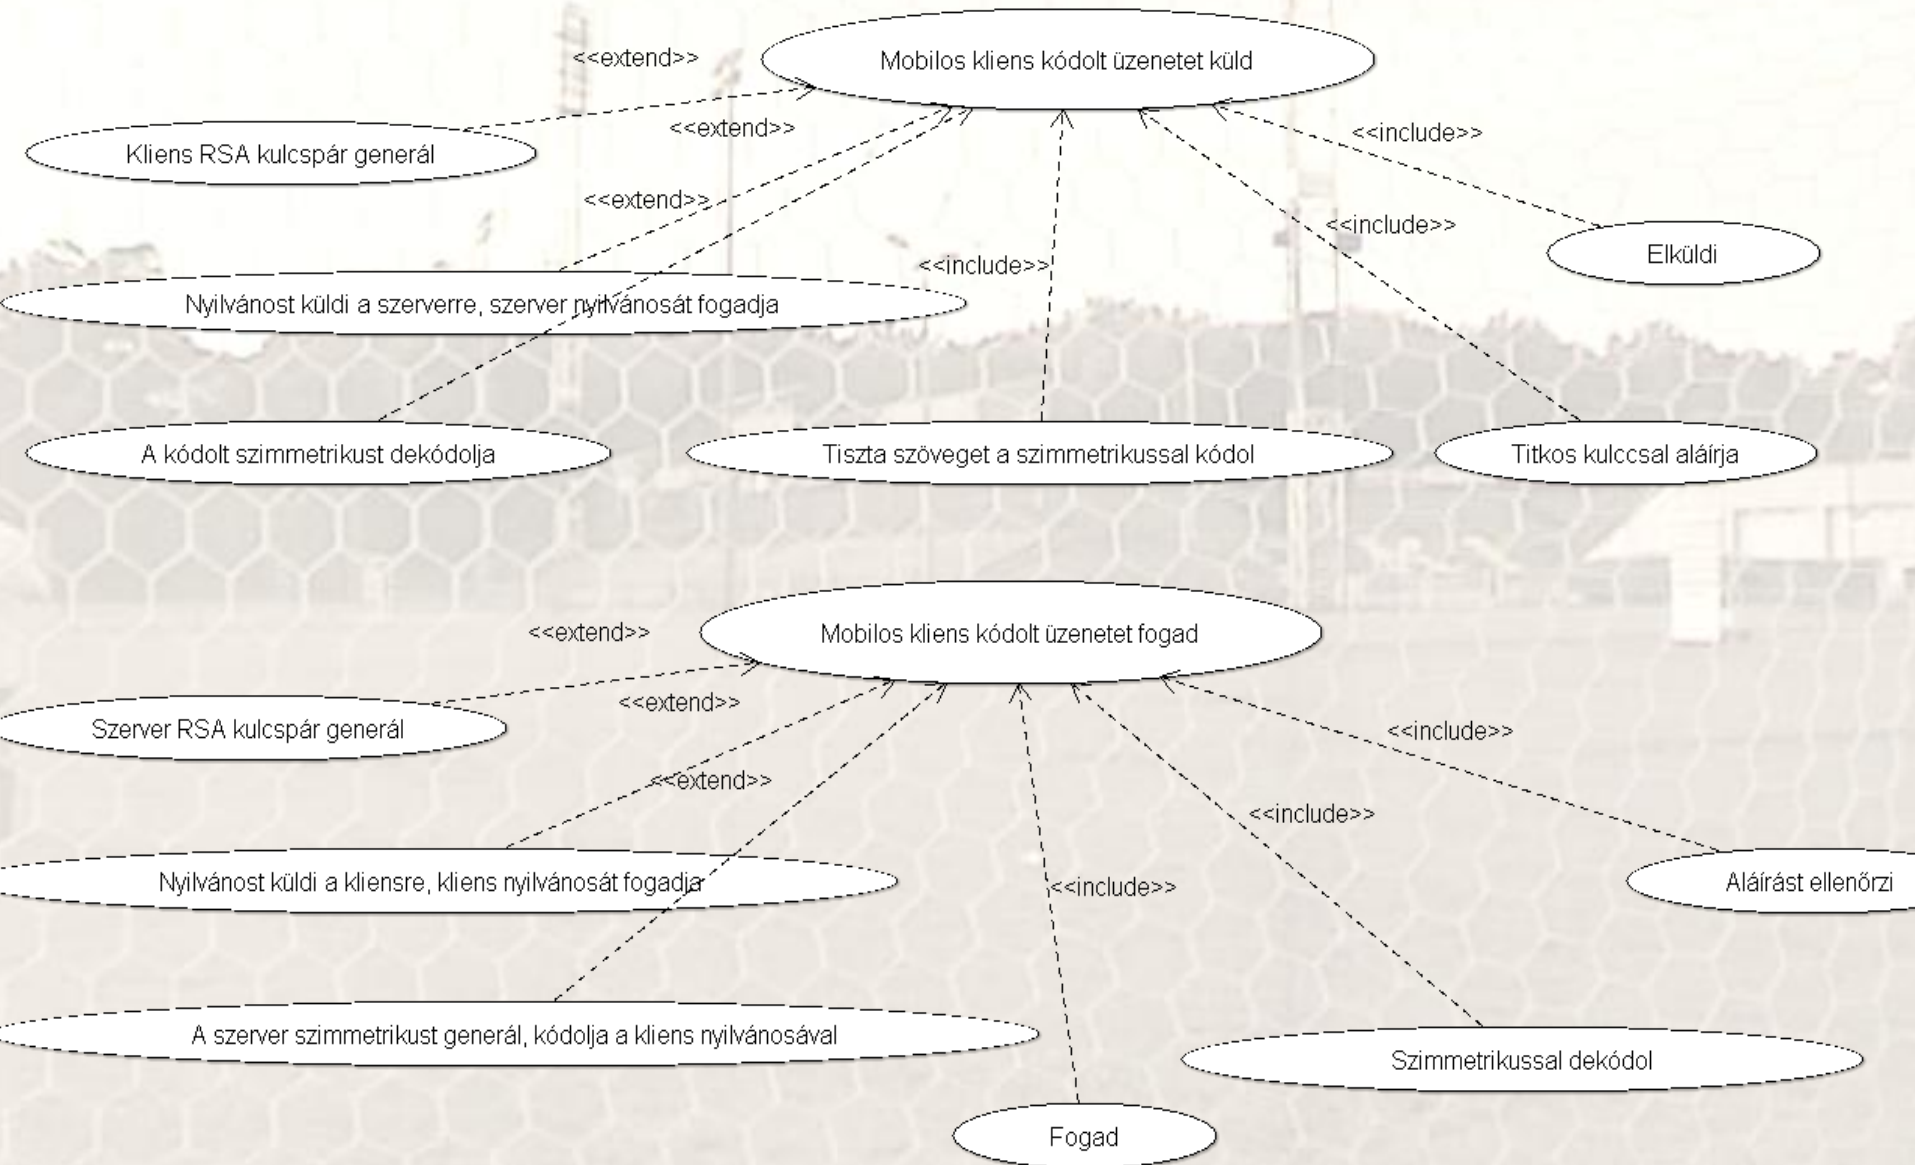 <<extend>>
Mobilos kliens kódolt üzenetet küld
<<extend>>
<<include>>
Kliens RSA kulcspár generál
<<extend>>
<<include>>
Elküldi
<<include>>
Nyilvánost küldi a szerverre, szerver nyilvánosát fogadja
A kódolt szimmetrikust dekódolja
Tiszta szöveget a szimmetrikussal kódol
Titkos kulccsal aláírja
<<extend>>
Mobilos kliens kódolt üzenetet fogad
<<extend>>
Szerver RSA kulcspár generál
<<include>>
<<extend>>
<<include>>
Nyilvánost küldi a kliensre, kliens nyilvánosát fogadja
<<include>>
Aláírást ellenőrzi
A szerver szimmetrikust generál, kódolja a kliens nyilvánosával
Szimmetrikussal dekódol
Fogad